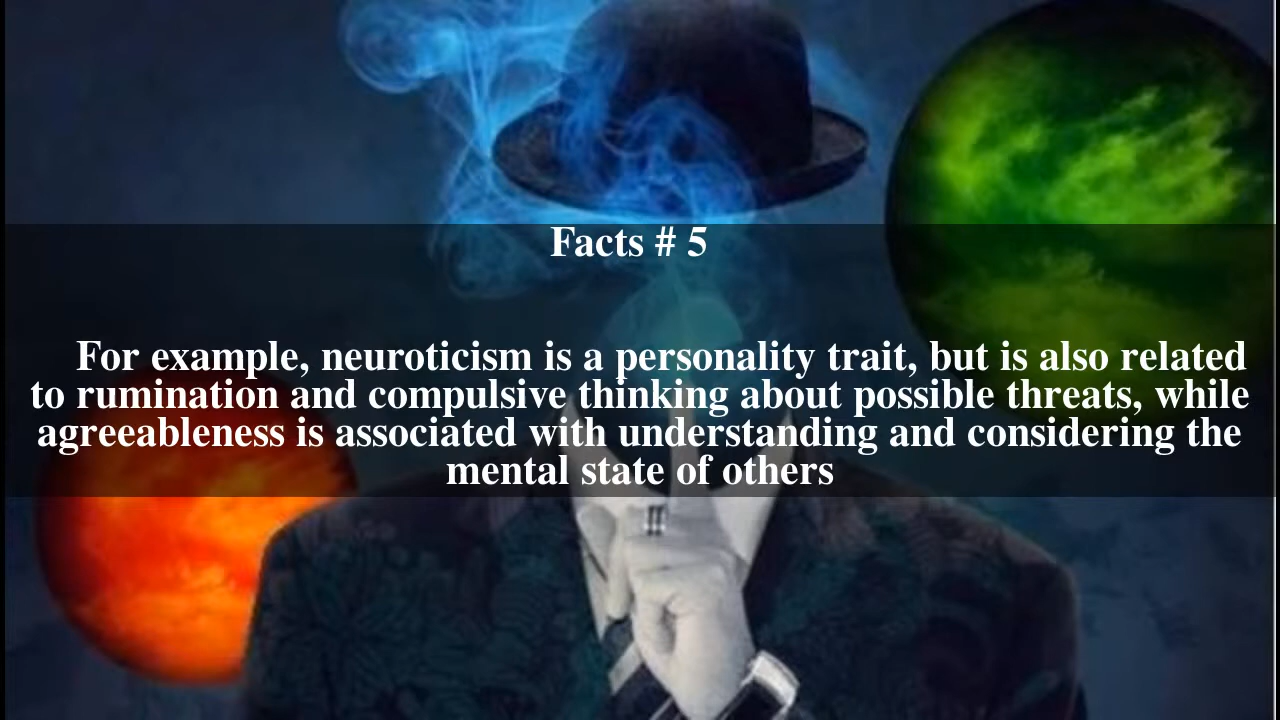 Facts # 5
For example, neuroticism is a personality trait, but is also related
to rumination and compulsive thinking about possible threats, while
agreeableness is associated with understanding and considering the
mental state of others